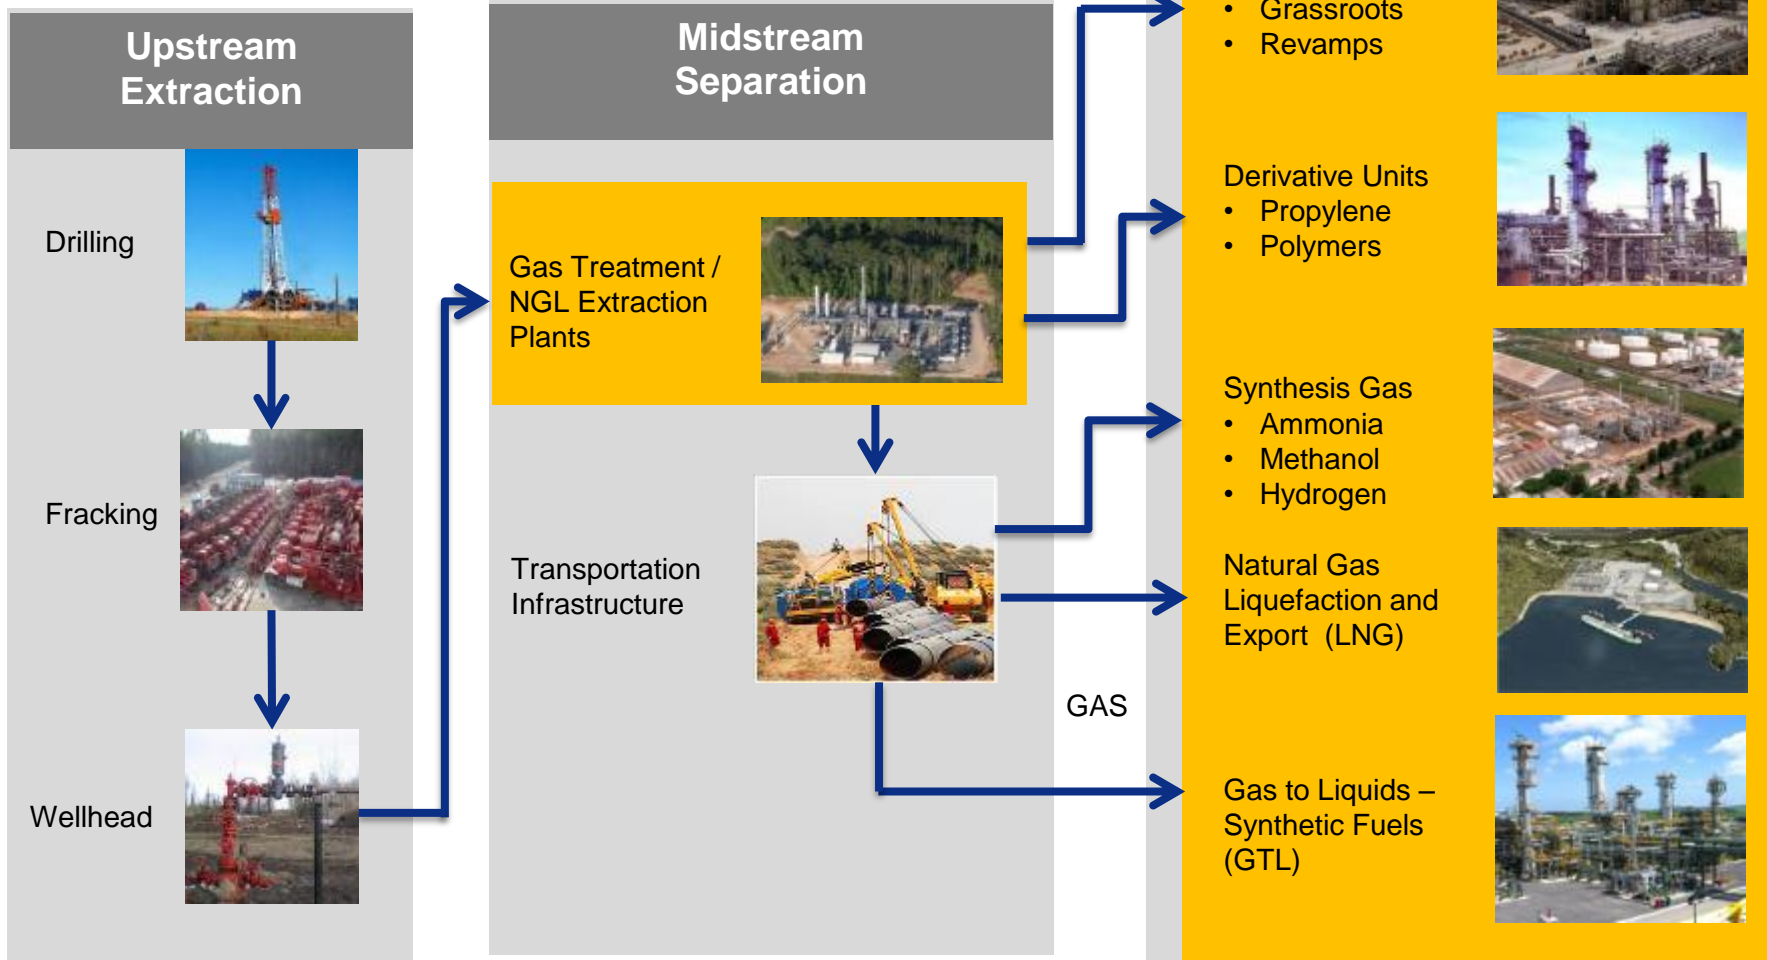 Upstream
Extraction
Drilling
Fracking
Wellhead
Midstream
Separation
Gas Treatment /
NGL Extraction
Plants
Transportation
Infrastructure
GAS
• Grassroots
• Revamps
Derivative Units
• Propylene
• Polymers
Synthesis Gas
• Ammonia
• Methanol
• Hydrogen
Natural Gas
Liquefaction and
Export (LNG)
Gas to Liquids –
Synthetic Fuels
(GTL)